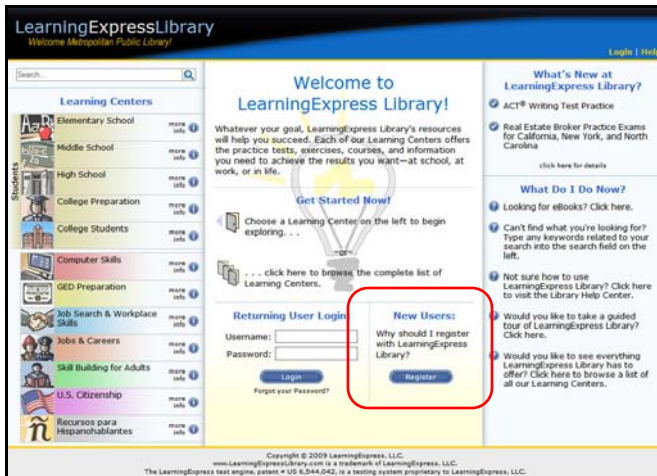 LearningExpressLibrary
Welcome Metropolitan Public Library!
Login | Help
Search...
Learning Centers
Students
Elementary School
more info
Middle School
more info
High School
more info
College Preparation
more info
College Students
more info
Computer Skills
more info
GED Preparation
more info
Job Search & Workplace
Skills
more info
Jobs & Careers
more info
Skill Building for Adults
more info
U.S. Citizenship
more info
Recursos para
Hispanohablantes
more info
Welcome to
LearningExpress Library!
Whatever your goal, LearningExpress Library's resources
will help you succeed. Each of our Learning Centers offers
the practice tests, exercises, courses, and information
you need to achieve the results you want—at school, at
work, or in life.
Get Started Now!
Choose a Learning Center on the left to begin
exploring. . .
-or-
. . . click here to browse the complete list of
Learning Centers.
Returning User Login:
Username:
Password:
Login
Forgot your Password?
New Users:
Why should I register
with LearningExpress
Library?
Register
What's New at
LearningExpress Library?
ACT® Writing Test Practice
Real Estate Broker Practice Exams
for California, New York, and North
Carolina
click here for details
What Do I Do Now?
Looking for eBooks? Click here.
Can't find what you're looking for?
Type any keywords related to your
search into the search field on the
left.
Not sure how to use
LearningExpress Library? Click here
to visit the Library Help Center.
Would you like to take a guided
tour of LearningExpress Library?
Click here.
Would you like to see everything
LearningExpress Library has to
offer? Click here to browse a list of
all our Learning Centers.
Copyright © 2009 LearningExpress, LLC.
www.LearningExpressLibrary.com is a trademark of LearningExpress, LLC.
The LearningExpress test engine, patent # US 6,544,042, is a testing system proprietary to LearningExpress, LLC.